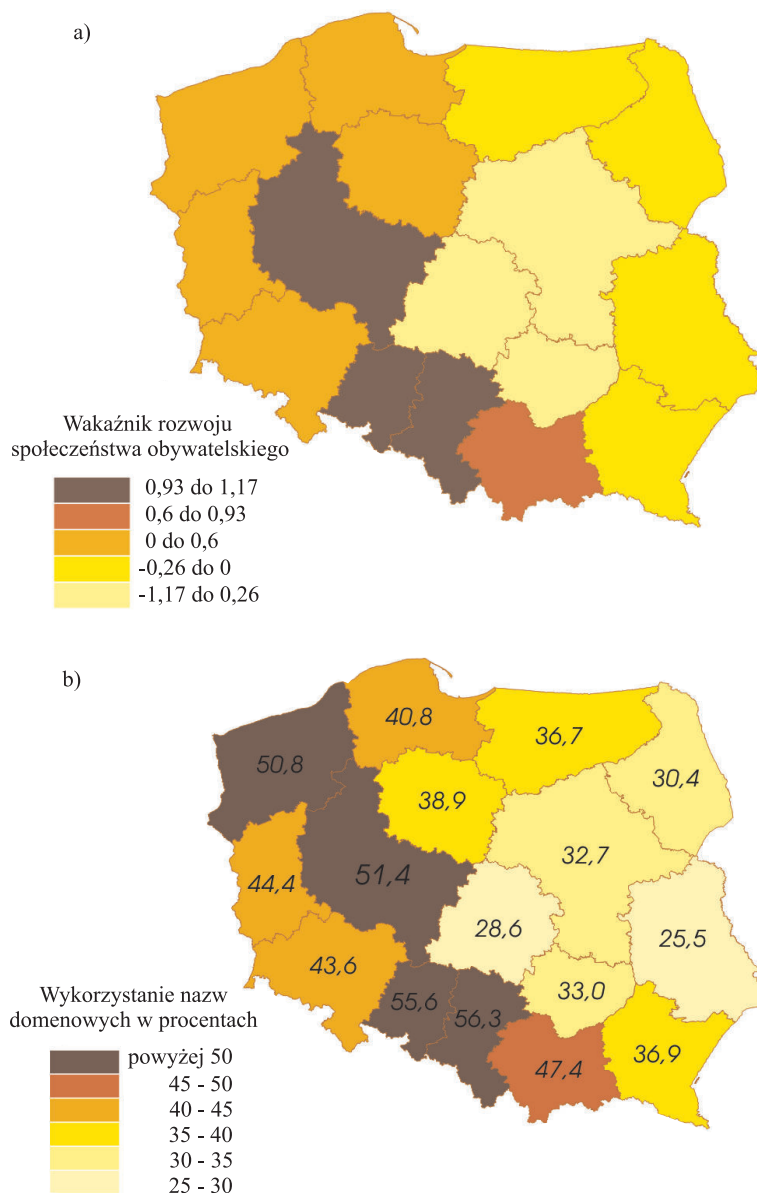 a)
Wakaźnik rozwoju
społeczeństwa obywatelskiego
0,93 do 1,17
0,6 do 0,93
0 do 0,6
-0,26 do 0
-1,17 do 0,26
b)
40,8
36,7
50,8
30,4
38,9
32,7
51,4
44,4
28,6
25,5
43,6
33,0
55,6
56,3
36,9
47,4
Wykorzystanie nazw
domenowych w procentach
powyżej 50
45 - 50
40 - 45
35 - 40
30 - 35
25 - 30